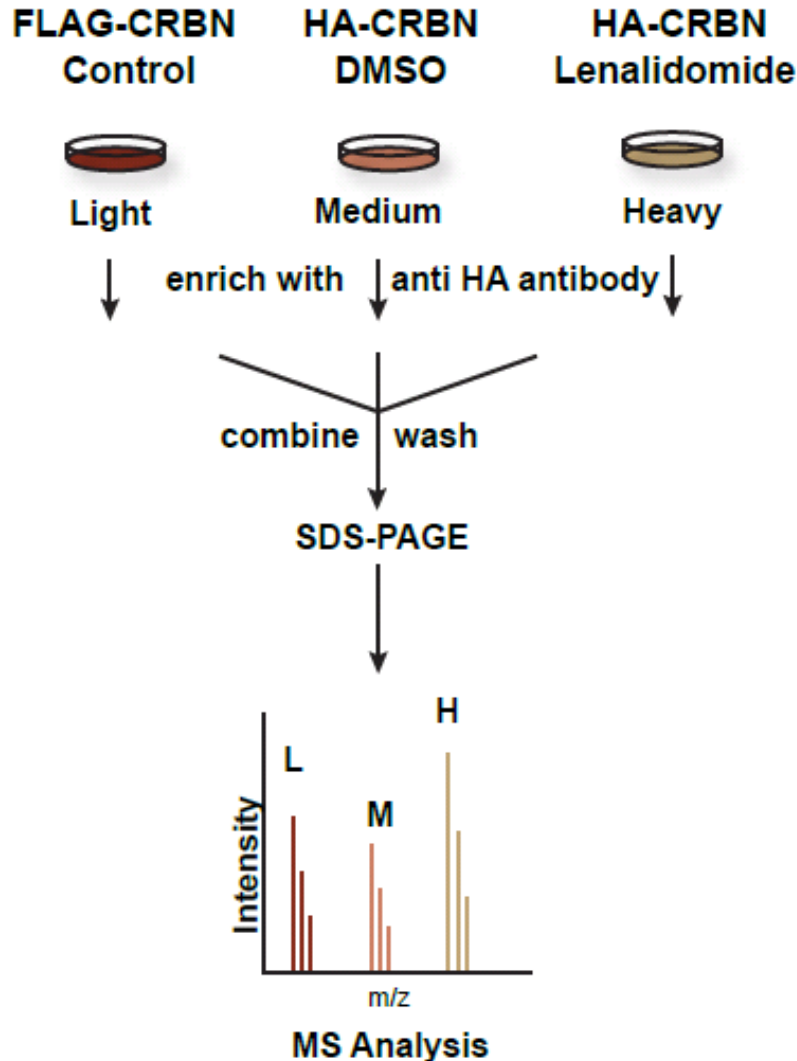 FLAG-CRBN HA-CRBN HA-CRBN
Control DMSO Lenalidomide
Light Medium Heavy
enrich with anti HA antibody
combine wash
SDS-PAGE
H
L
M
Intensity
m/z
MS Analysis